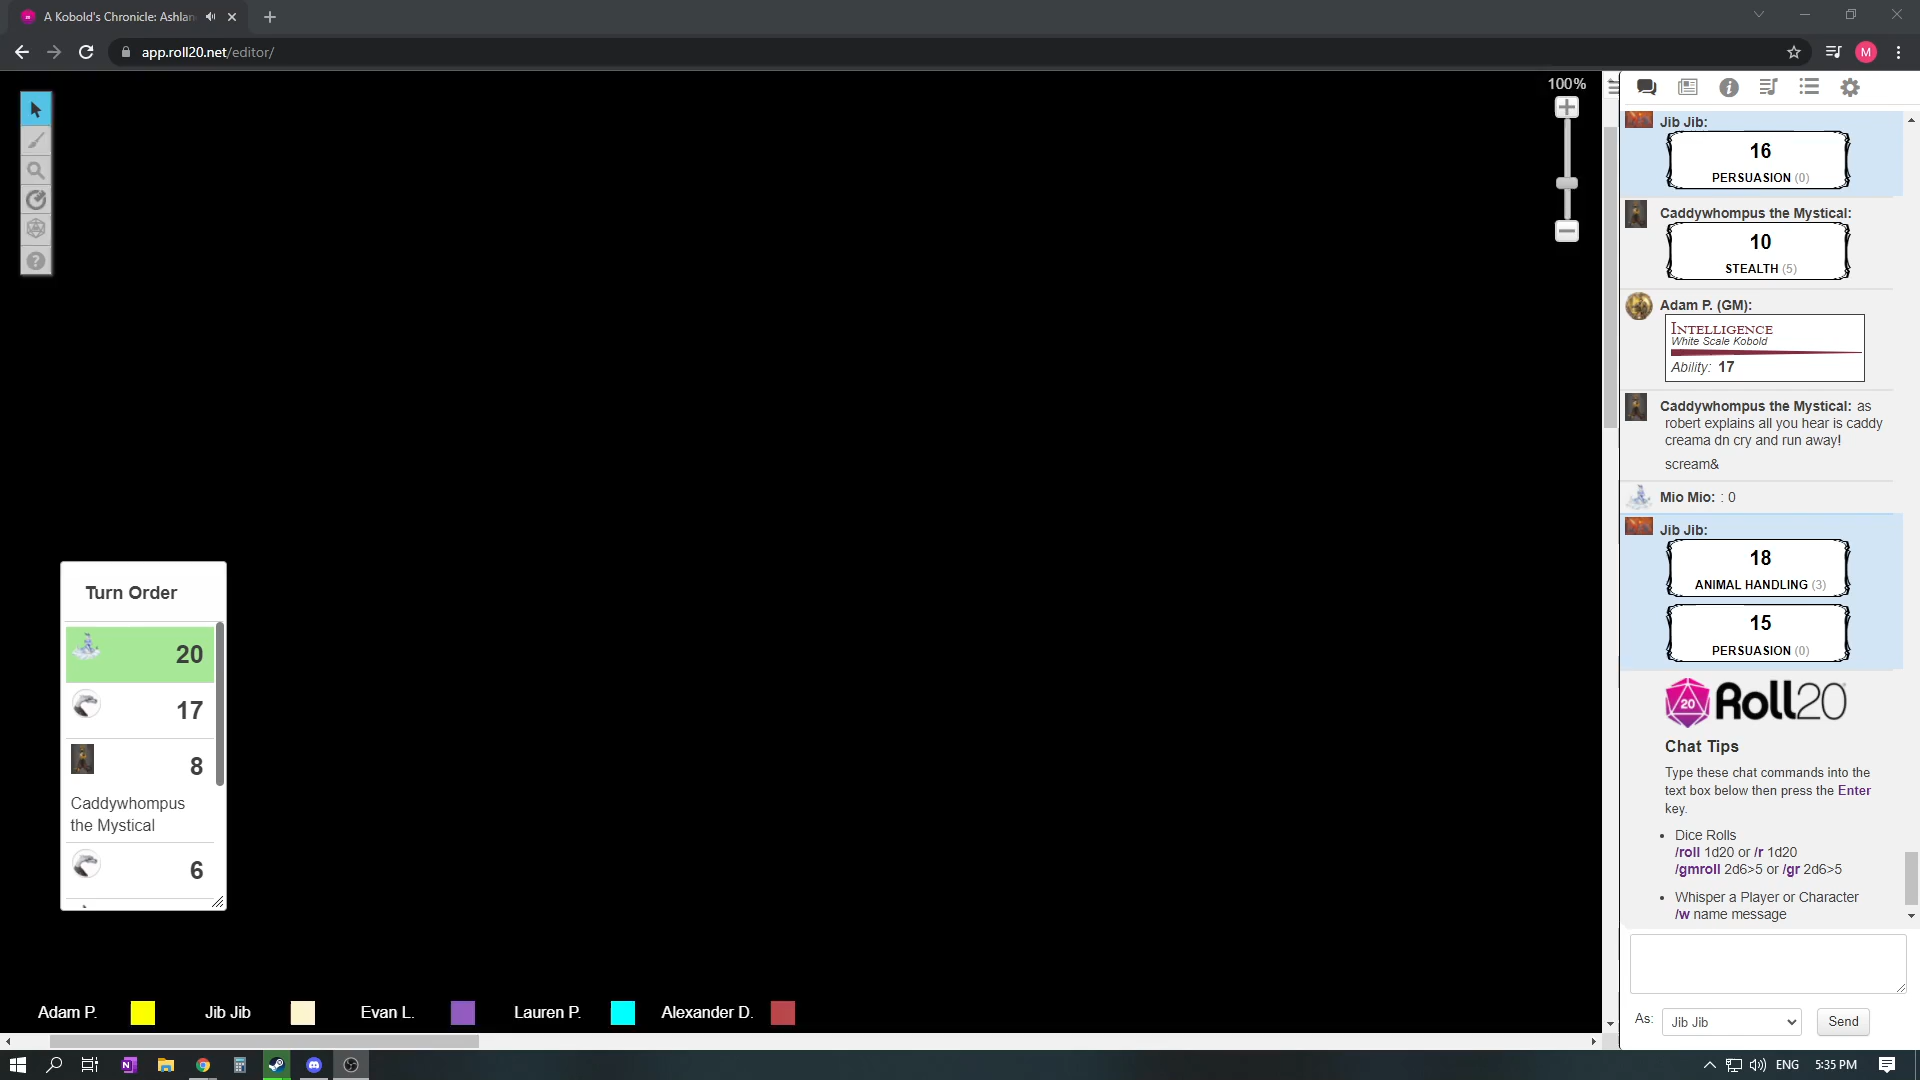 A Kobold's Chronicle: Ashlan
app.roll20.net/editor/
M
100%
Jib Jib:
16
PERSUASION (0)
Caddywhompus the Mystical:
10
STEALTH (5)
Adam P. (GM):
INTELLIGENCE
White Scale Kobold
Ability: 17
Caddywhompus the Mystical: as
robert explains all you hear is caddy
creama dn cry and run away!
scream&
Mio Mio: : 0
Jib Jib:
18
ANIMAL HANDLING (3)
15
PERSUASION (0)
20 Roll20
Chat Tips
Type these chat commands into the
text box below then press the Enter
key.
Dice Rolls
/roll 1d20 or /r 1d20
/gmroll 2d6>5 or /gr 2d6>5
Whisper a Player or Character
/w name message
Turn Order
20
17
8
Caddywhompus
the Mystical
6
Adam P.
Jib Jib
Evan L.
Lauren P.
Alexander D.
As: Jib Jib Send
ENG 5:35 PM